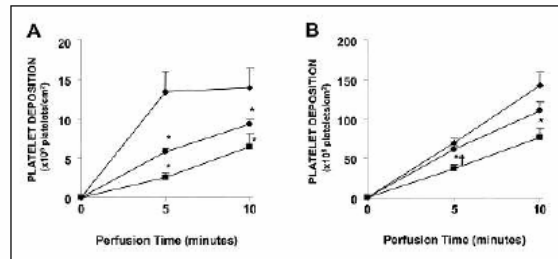 A
PLATELET DEPOSITION
(x10⁶ platelets/cm²)
20
15
10
5
0
*
*
*
*
0 5 10
Perfusion Time (minutes)
B
PLATELET DEPOSITION
(x10⁶ platelets/cm²)
200
150
100
50
0
*
*‡
0 5 10
Perfusion Time (minutes)